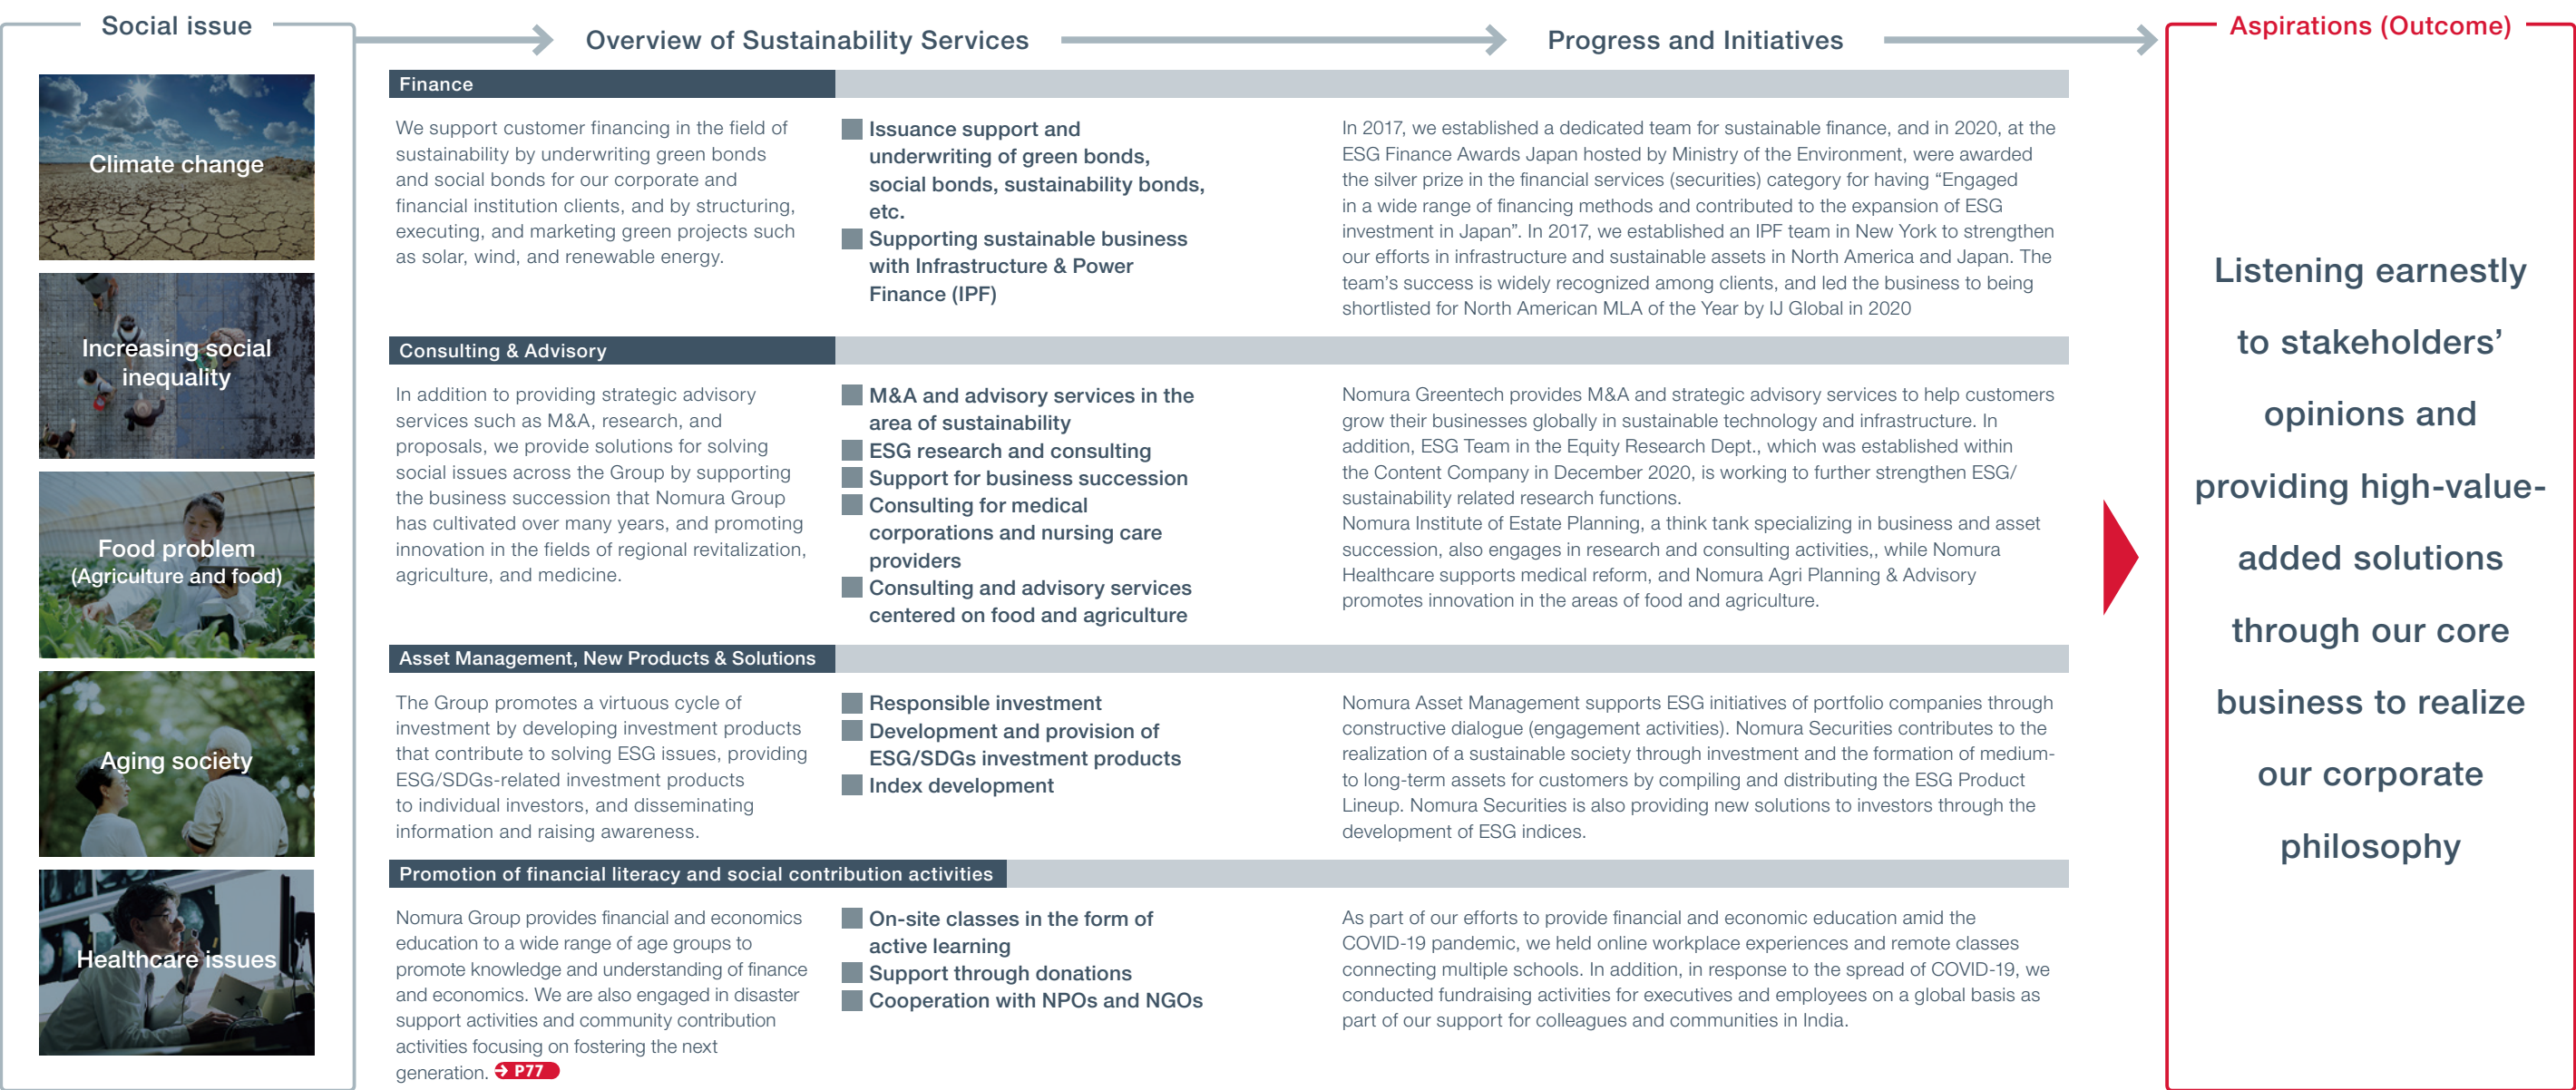 Social issue
Overview of Sustainability Services
Progress and Initiatives
Aspirations (Outcome)
Climate change
Increasing social
inequality
Food problem
(Agriculture and food)
Aging society
Healthcare issues
Finance
We support customer financing in the field of
sustainability by underwriting green bonds
and social bonds for our corporate and
financial institution clients, and by structuring,
executing, and marketing green projects such
as solar, wind, and renewable energy.
Issuance support and
underwriting of green bonds,
social bonds, sustainability bonds,
etc.
Supporting sustainable business
with Infrastructure & Power
Finance (IPF)
In 2017, we established a dedicated team for sustainable finance, and in 2020, at the
ESG Finance Awards Japan hosted by Ministry of the Environment, were awarded
the silver prize in the financial services (securities) category for having “Engaged
in a wide range of financing methods and contributed to the expansion of ESG
investment in Japan”. In 2017, we established an IPF team in New York to strengthen
our efforts in infrastructure and sustainable assets in North America and Japan. The
team’s success is widely recognized among clients, and led the business to being
shortlisted for North American MLA of the Year by IJ Global in 2020
Consulting & Advisory
In addition to providing strategic advisory
services such as M&A, research, and
proposals, we provide solutions for solving
social issues across the Group by supporting
the business succession that Nomura Group
has cultivated over many years, and promoting
innovation in the fields of regional revitalization,
agriculture, and medicine.
M&A and advisory services in the
area of sustainability
ESG research and consulting
Support for business succession
Consulting for medical
corporations and nursing care
providers
Consulting and advisory services
centered on food and agriculture
Nomura Greentech provides M&A and strategic advisory services to help customers
grow their businesses globally in sustainable technology and infrastructure. In
addition, ESG Team in the Equity Research Dept., which was established within
the Content Company in December 2020, is working to further strengthen ESG/
sustainability related research functions.
Nomura Institute of Estate Planning, a think tank specializing in business and asset
succession, also engages in research and consulting activities,, while Nomura
Healthcare supports medical reform, and Nomura Agri Planning & Advisory
promotes innovation in the areas of food and agriculture.
Asset Management, New Products & Solutions
The Group promotes a virtuous cycle of
investment by developing investment products
that contribute to solving ESG issues, providing
ESG/SDGs-related investment products
to individual investors, and disseminating
information and raising awareness.
Responsible investment
Development and provision of
ESG/SDGs investment products
Index development
Nomura Asset Management supports ESG initiatives of portfolio companies through
constructive dialogue (engagement activities). Nomura Securities contributes to the
realization of a sustainable society through investment and the formation of medium-
to long-term assets for customers by compiling and distributing the ESG Product
Lineup. Nomura Securities is also providing new solutions to investors through the
development of ESG indices.
Promotion of financial literacy and social contribution activities
Nomura Group provides financial and economics
education to a wide range of age groups to
promote knowledge and understanding of finance
and economics. We are also engaged in disaster
support activities and community contribution
activities focusing on fostering the next
generation. P77
On-site classes in the form of
active learning
Support through donations
Cooperation with NPOs and NGOs
As part of our efforts to provide financial and economic education amid the
COVID-19 pandemic, we held online workplace experiences and remote classes
connecting multiple schools. In addition, in response to the spread of COVID-19, we
conducted fundraising activities for executives and employees on a global basis as
part of our support for colleagues and communities in India.
Listening earnestly
to stakeholders’
opinions and
providing high-value-
added solutions
through our core
business to realize
our corporate
philosophy